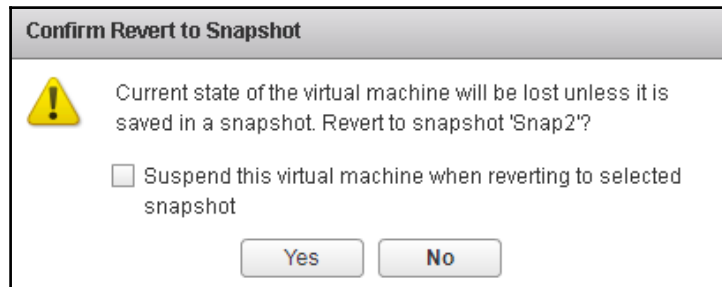 Confirm Revert to Snapshot
Current state of the virtual machine will be lost unless it is
saved in a snapshot. Revert to snapshot 'Snap2'?
Suspend this virtual machine when reverting to selected
snapshot
Yes No